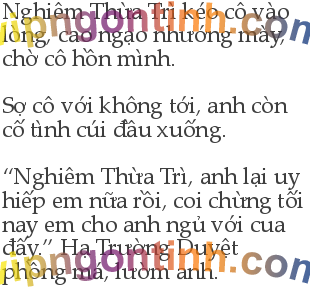 Nghiêm Thừa Trì kéo cô vào
lòng, cao ngạo nhướng mày,
chờ cô hồn mình.
Sợ cô với không tới, anh còn
cố tình cúi đầu xuống.
“Nghiêm Thừa Trì, anh lại uy
hiếp em nữa rồi, coi chừng tối
nay em cho anh ngủ với cua
đấy.” Hạ Trường Duyệt
phồng má, lườm anh.